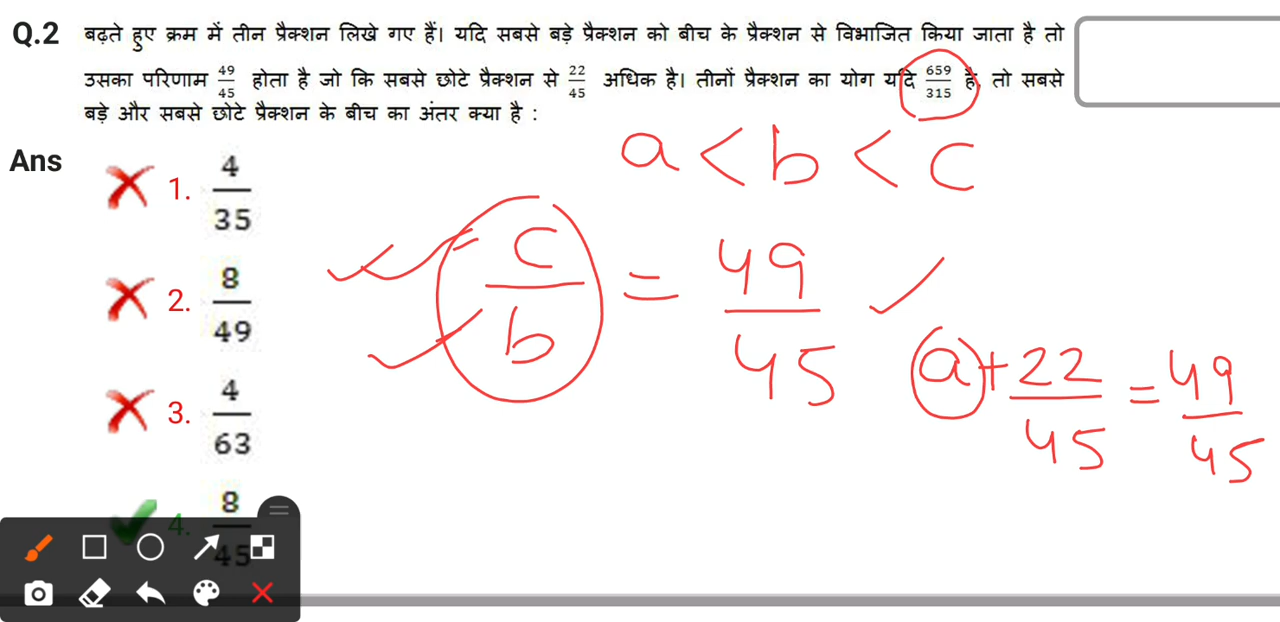 Q.2 बढ़ते हुए क्रम में तीन प्रैक्शन लिखे गए हैं। यदि सबसे बड़े प्रैक्शन को बीच के प्रैक्शन से विभाजित किया जाता है तो
उसका परिणाम 49/45 होता है जो कि सबसे छोटे प्रैक्शन से 22/45 अधिक है। तीनों प्रैक्शन का योग यदि 659/315 है, तो सबसे
बड़े और सबसे छोटे प्रैक्शन के बीच का अंतर क्या है :
a < b < c
Ans
1. 4/35
2. 8/49
3. 4/63
4. 8/45
c/b = 49/45
a + 22/45 = 49/45